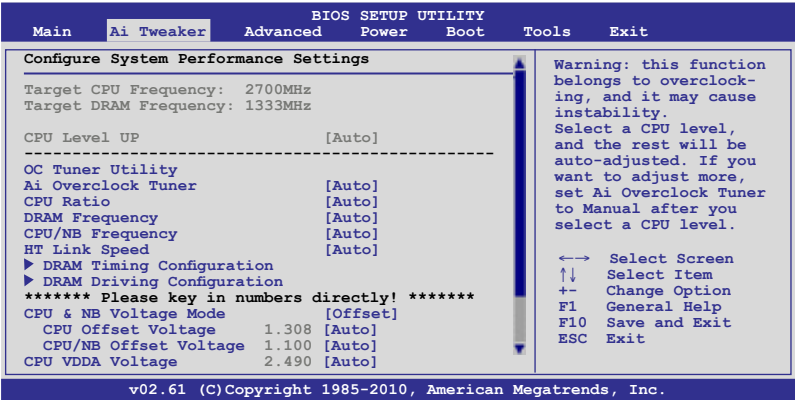 BIOS SETUP UTILITY
Main Ai Tweaker Advanced Power Boot Tools Exit
Configure System Performance Settings
Target CPU Frequency: 2700MHz
Target DRAM Frequency: 1333MHz
CPU Level UP [Auto]
-------------------------------------------------
OC Tuner Utility
Ai Overclock Tuner [Auto]
CPU Ratio [Auto]
DRAM Frequency [Auto]
CPU/NB Frequency [Auto]
HT Link Speed [Auto]
DRAM Timing Configuration
DRAM Driving Configuration
******* Please key in numbers directly! *******
CPU & NB Voltage Mode [Offset]
CPU Offset Voltage 1.308 [Auto]
CPU/NB Offset Voltage 1.100 [Auto]
CPU VDDA Voltage 2.490 [Auto]
Warning: this function
belongs to overclock-
ing, and it may cause
instability.
Select a CPU level,
and the rest will be
auto-adjusted. If you
want to adjust more,
set Ai Overclock Tuner
to Manual after you
select a CPU level.
←→ Select Screen
↑↓ Select Item
+- Change Option
F1 General Help
F10 Save and Exit
ESC Exit
v02.61 (C)Copyright 1985-2010, American Megatrends, Inc.